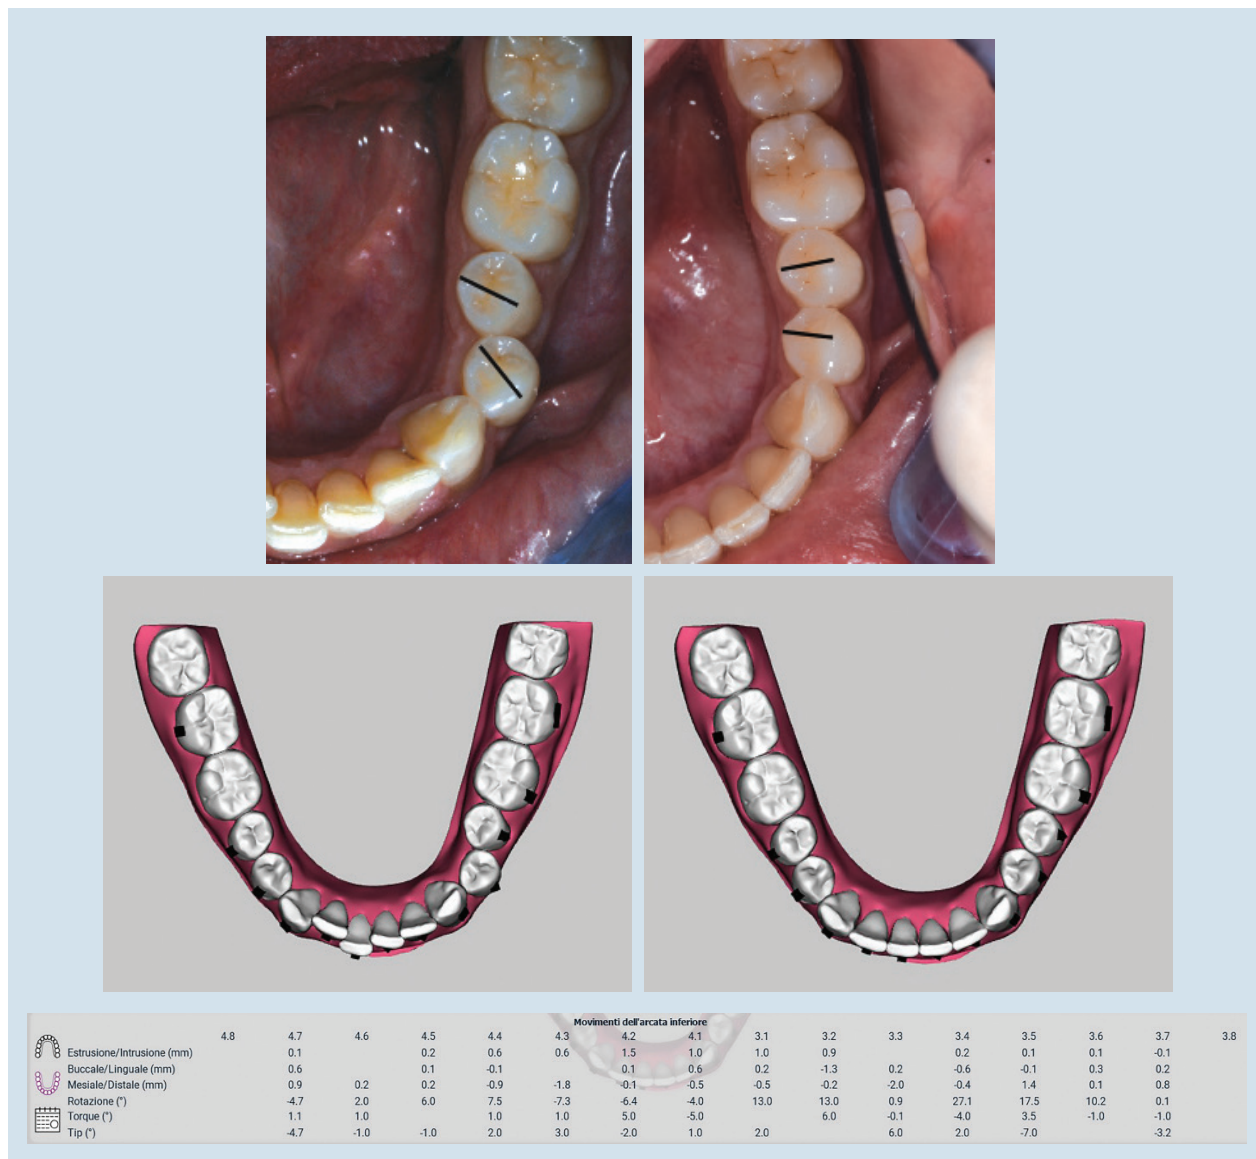 Movimenti dell'arcata inferiore
4.8 4.7 4.6 4.5 4.4 4.3 4.2 4.1 3.1 3.2 3.3 3.4 3.5 3.6 3.7 3.8
Estrusione/Intrusione (mm) 0.1 0.2 0.6 0.6 1.5 1.0 1.0 0.9 0.2 0.1 0.1 -0.1
Buccale/Linguale (mm) 0.6 0.1 -0.1 0.1 0.6 0.2 -1.3 0.2 -0.6 -0.1 0.3 0.2
Mesiale/Distale (mm) 0.9 0.2 0.2 -0.9 -1.8 -0.1 -0.5 -0.5 -0.2 -2.0 -0.4 1.4 0.1 0.8
Rotazione (°) -4.7 2.0 6.0 7.5 -7.3 -6.4 -4.0 13.0 13.0 0.9 27.1 17.5 10.2 0.1
Torque (°) 1.1 1.0 1.0 1.0 5.0 -5.0 6.0 -0.1 -4.0 3.5 -1.0 -1.0
Tip (°) -4.7 -1.0 -1.0 2.0 3.0 -2.0 1.0 2.0 6.0 2.0 -7.0 -3.2